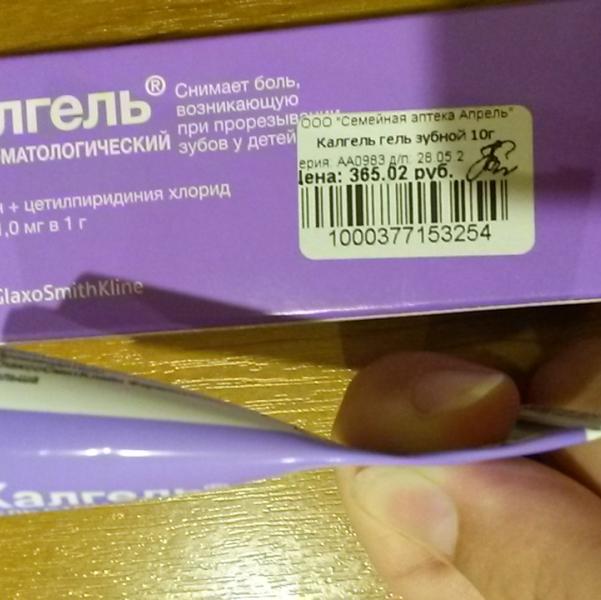 лгель®
матологический
Снимает боль,
возникающую
при прорезывании
зубов у детей
+ цетилпиридиния хлорид
1,0 мг в 1 г
GlaxoSmithKline
ООО "Семейная аптека Апрель"
Калгель гель зубной 10г
ерия: АА0983 д/п: 28 05 2
Цена: 365.02 руб.
1000377153254
Калгель®